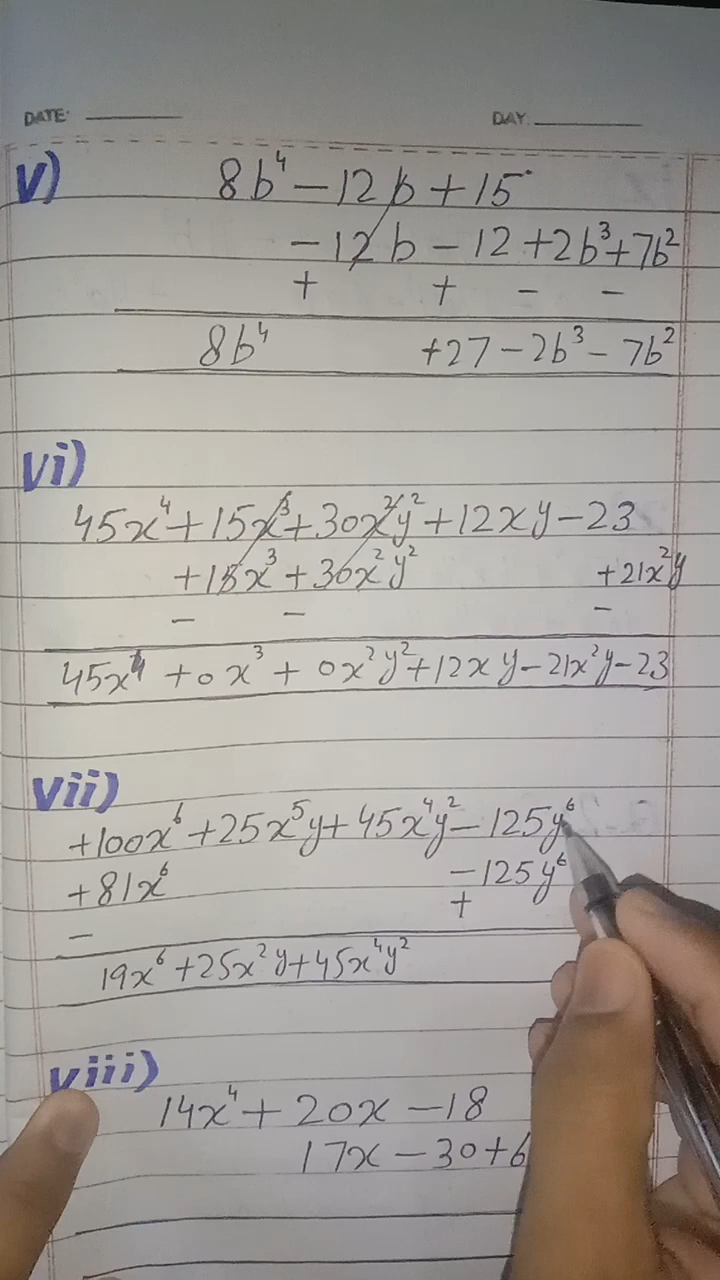 DATE: DAY
v) 8b⁴ – 12b + 15
– 12b – 12 + 2b³ + 7b²
+ + – –
8b⁴ + 27 – 2b³ – 7b²
vi)
45x⁴ + 15x³ + 30x²y² + 12xy – 23
+ 15x³ + 30x²y² + 21x²y
– – –
45x⁴ + 0x³ + 0x²y² + 12xy – 21x²y – 23
vii)
+100x⁶ + 25x⁵y + 45x⁴y² – 125y⁶
+81x⁶ – 125y⁶
– +
19x⁶ + 25x²y + 45x⁴y²
viii)
14x⁴ + 20x – 18
17x – 30 + 6